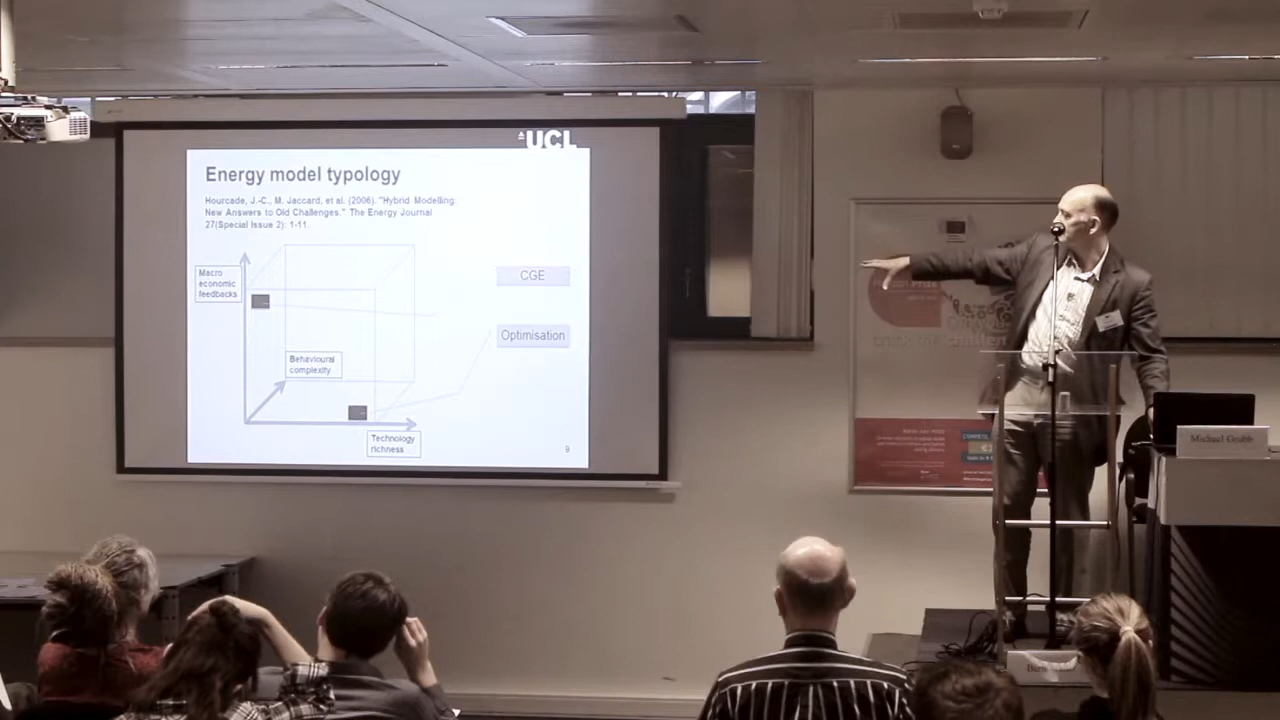 UCL
Energy model typology
Hourcade, J.-C., M. Jaccard, et al. (2006). "Hybrid Modelling:
New Answers to Old Challenges." The Energy Journal
27(Special Issue 2): 1-11.
Macro
economic
feedbacks
CGE
Optimisation
Behavioural
complexity
Technology
richness
9
Michael Grubb